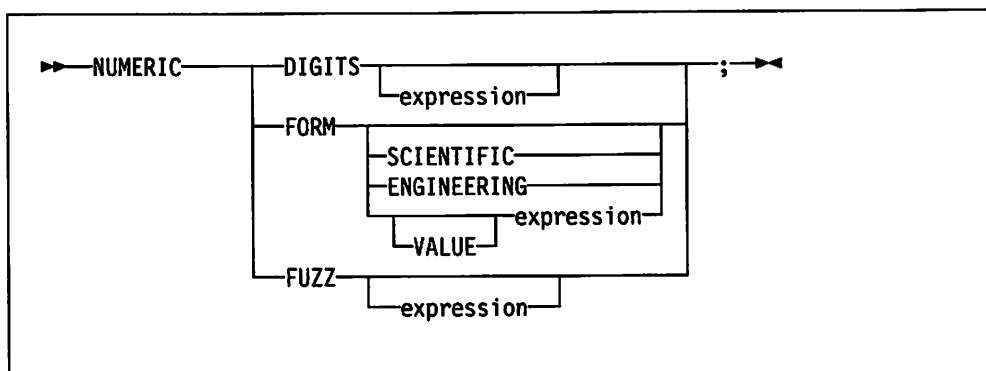 NUMERIC DIGITS ;
expression
FORM
SCIENTIFIC
ENGINEERING
expression
VALUE
FUZZ
expression